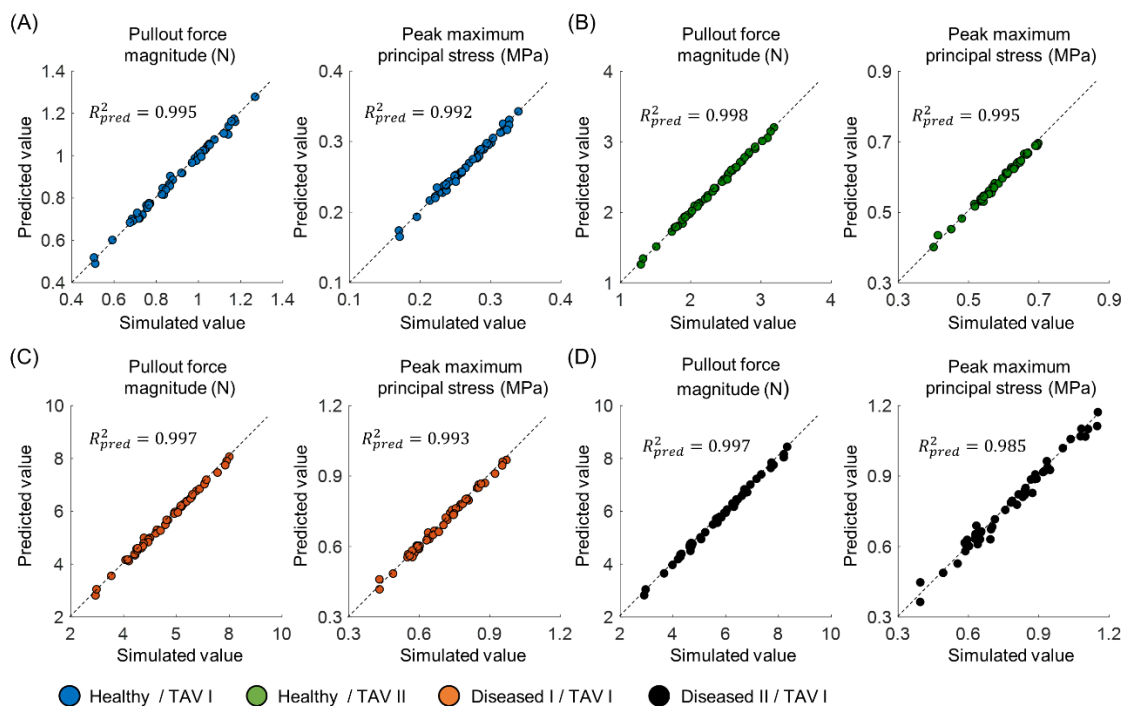 (A)
Pullout force
magnitude (N)
Peak maximum
principal stress (MPa)
(B)
Pullout force
magnitude (N)
Peak maximum
principal stress (MPa)
1.4
1.2
1
0.8
0.6
0.4
Predicted value
R²pred = 0.995
0.4 0.6 0.8 1 1.2 1.4
Simulated value
0.4
0.3
0.2
0.1
Predicted value
R²pred = 0.992
0.1 0.2 0.3 0.4
Simulated value
4
3
2
1
Predicted value
R²pred = 0.998
1 2 3 4
Simulated value
0.9
0.7
0.5
0.3
Predicted value
R²pred = 0.995
0.3 0.5 0.7 0.9
Simulated value
(C)
Pullout force
magnitude (N)
Peak maximum
principal stress (MPa)
(D)
Pullout force
magnitude (N)
Peak maximum
principal stress (MPa)
10
8
6
4
2
Predicted value
R²pred = 0.997
2 4 6 8 10
Simulated value
1.2
0.9
0.6
0.3
Predicted value
R²pred = 0.993
0.3 0.6 0.9 1.2
Simulated value
10
8
6
4
2
Predicted value
R²pred = 0.997
2 4 6 8 10
Simulated value
1.2
0.9
0.6
0.3
Predicted value
R²pred = 0.985
0.3 0.6 0.9 1.2
Simulated value
Healthy / TAV I
Healthy / TAV II
Diseased I / TAV I
Diseased II / TAV I